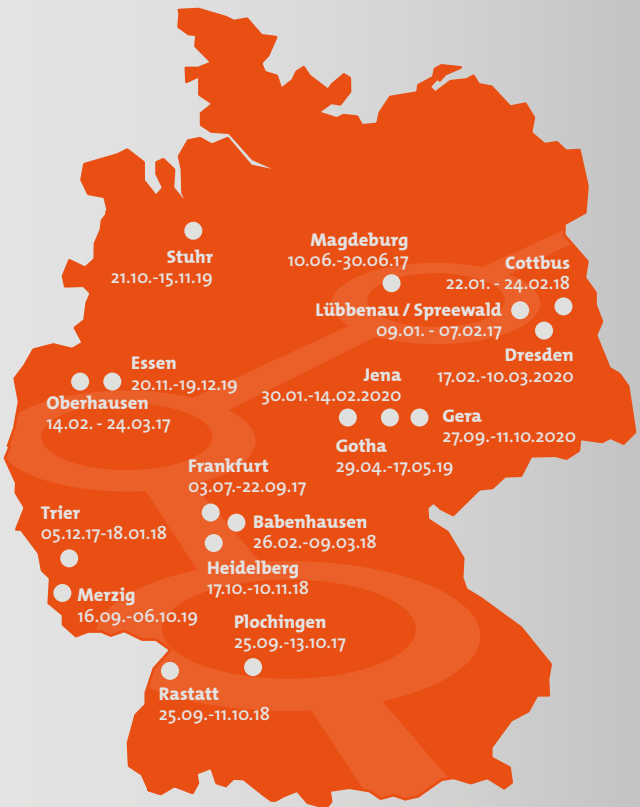 Magdeburg
10.06.-30.06.17
Stuhr
21.10.-15.11.19
Cottbus
22.01. - 24.02.18
Lübbenau / Spreewald
09.01. - 07.02.17
Dresden
17.02.-10.03.2020
Essen
20.11.-19.12.19
Oberhausen
14.02. - 24.03.17
Jena
30.01.-14.02.2020
Gera
27.09.-11.10.2020
Gotha
29.04.-17.05.19
Frankfurt
03.07.-22.09.17
Trier
05.12.17-18.01.18
Babenhausen
26.02.-09.03.18
Heidelberg
17.10.-10.11.18
Merzig
16.09.-06.10.19
Plochingen
25.09.-13.10.17
Rastatt
25.09.-11.10.18